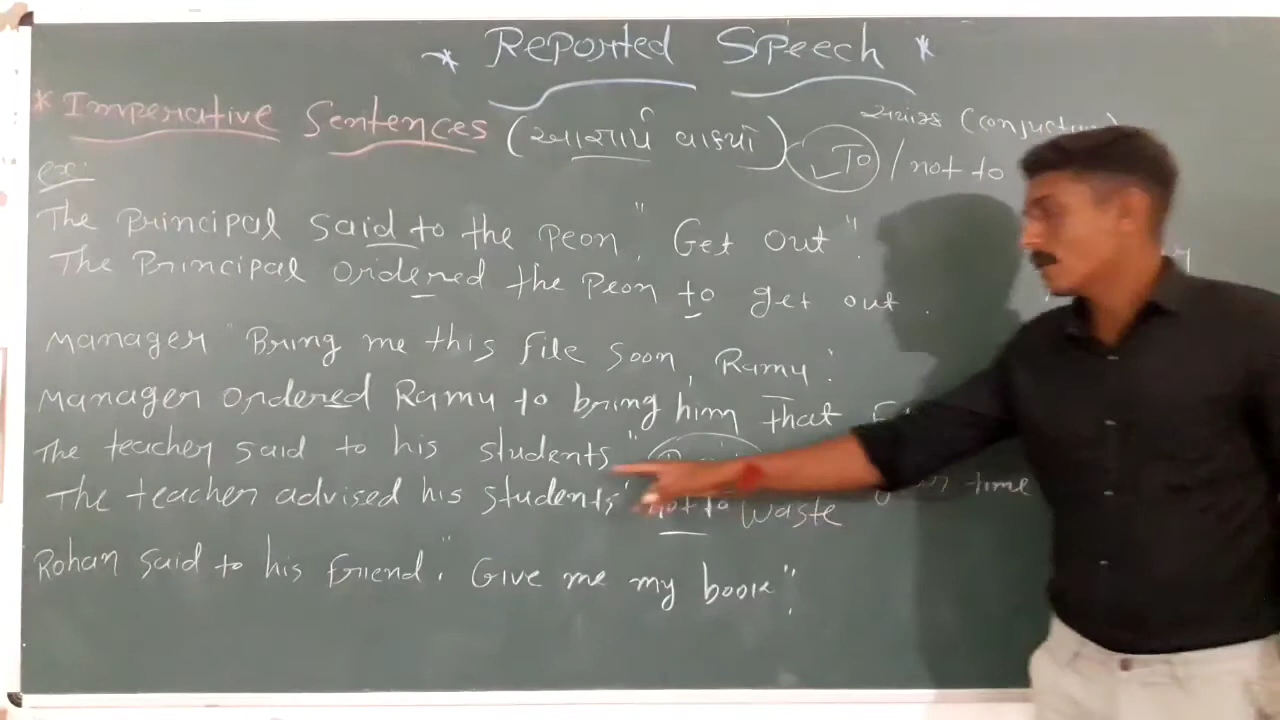 * Reported Speech *
* Imperative Sentences (આજ્ઞાર્થ વાક્યો) To / not to
સંયોજક (Conjuction)
ex:
The Principal said to the Peon, "Get out".
The Principal ordered the Peon to get out.
Manager "Bring me this file soon, Ramu."
Manager ordered Ramu to bring him That
The teacher said to his students "
The teacher advised his students not to waste your time
Rohan said to his friend, "Give me my book".